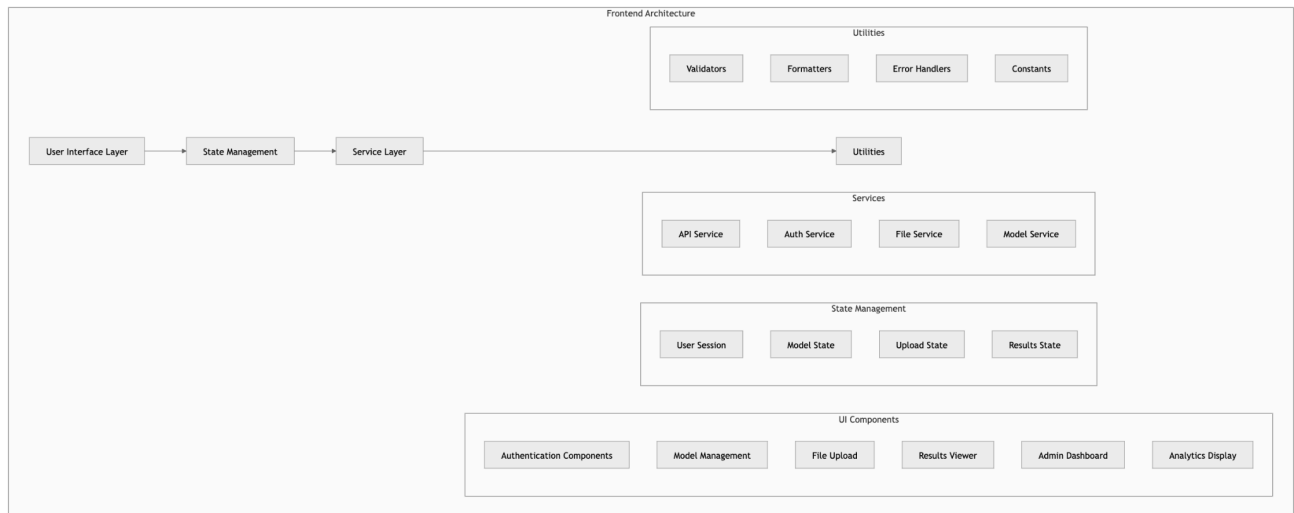 Frontend Architecture
Utilities
Validators
Formatters
Error Handlers
Constants
User Interface Layer
State Management
Service Layer
Utilities
Services
API Service
Auth Service
File Service
Model Service
State Management
User Session
Model State
Upload State
Results State
UI Components
Authentication Components
Model Management
File Upload
Results Viewer
Admin Dashboard
Analytics Display